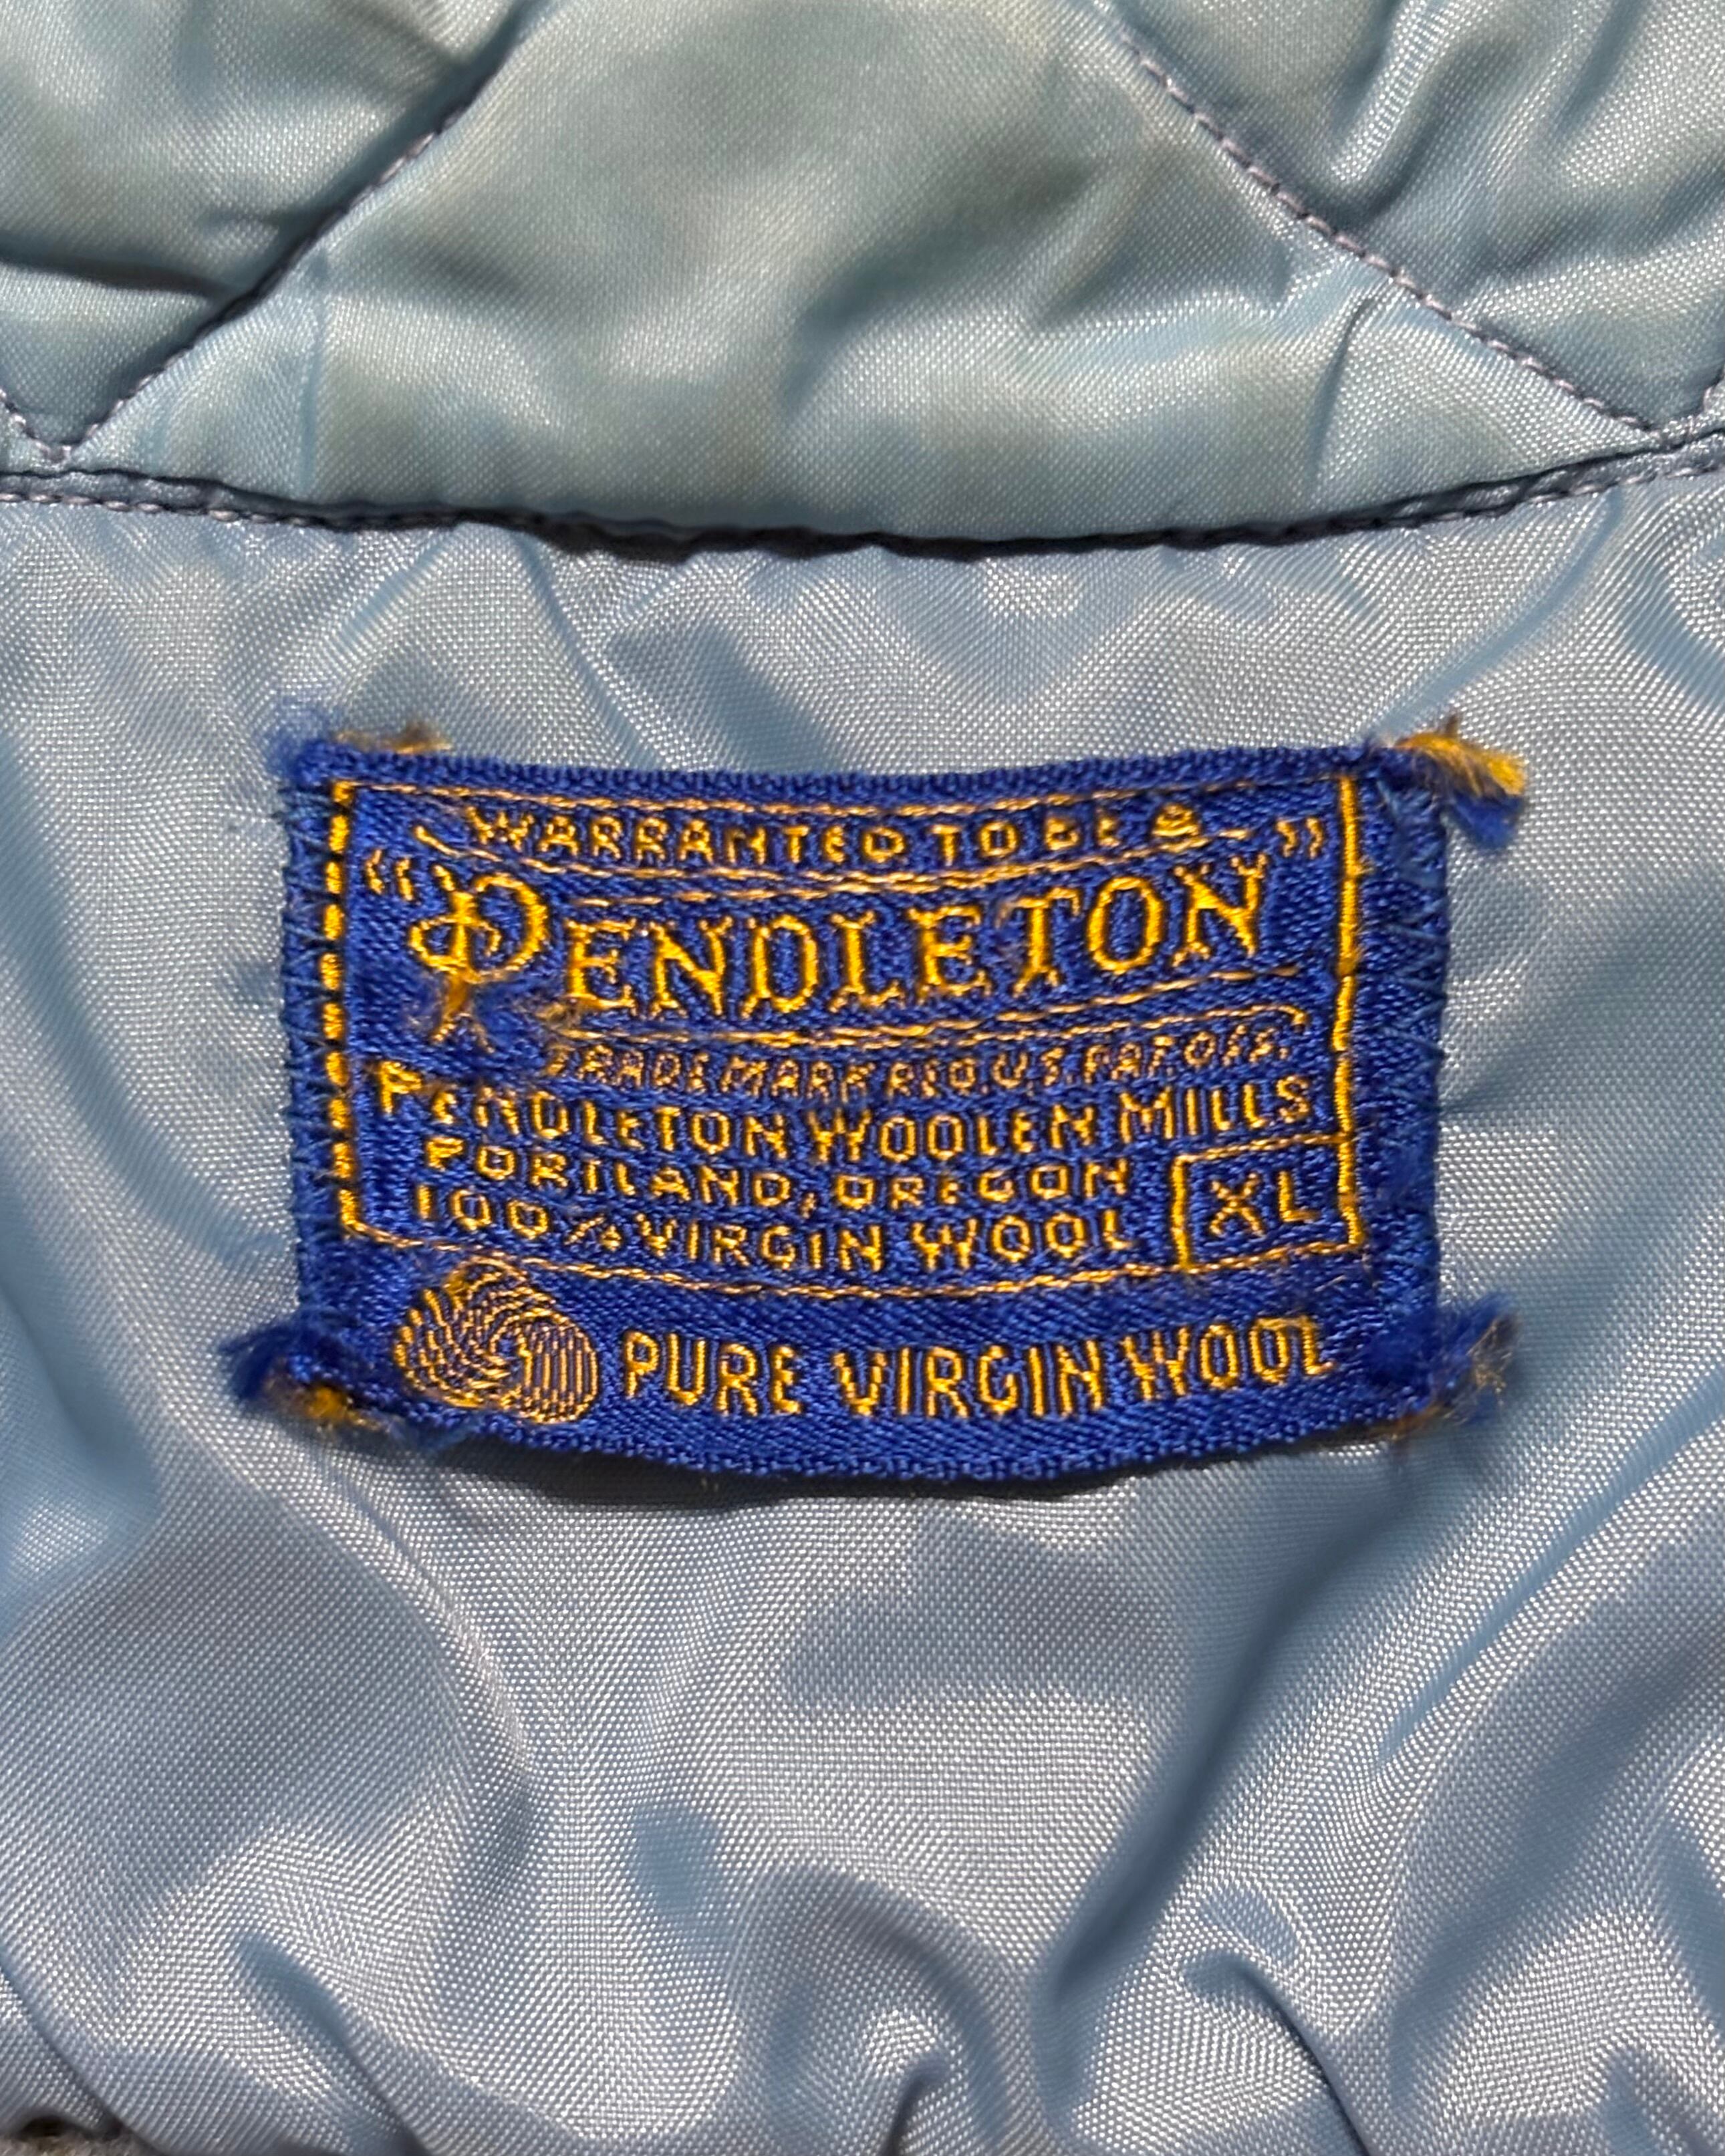 WARRANTED TO BE A
"PENDLETON"
TRADE MARK REG. U.S. PAT. OFF.
PENDLETON WOOLEN MILLS
PORTLAND, OREGON
100% VIRGIN WOOL XL
PURE VIRGIN WOOL